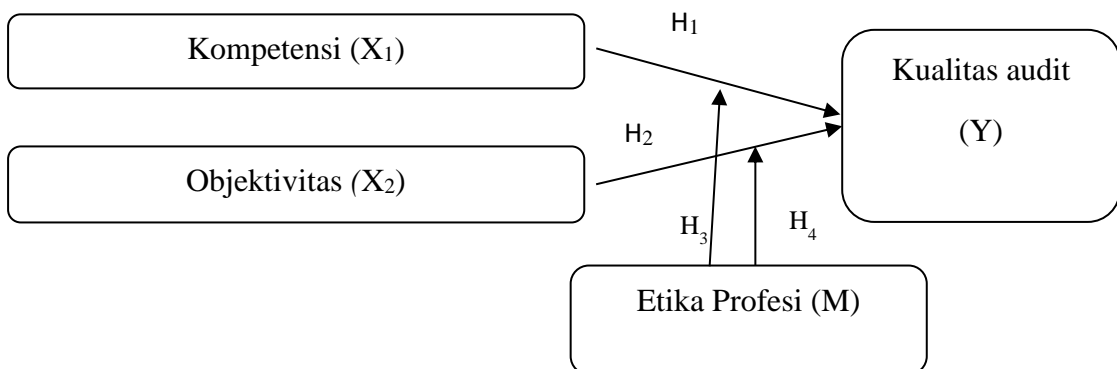 H1
Kompetensi (X1)
Kualitas audit
(Y)
H2
Objektivitas (X2)
H3
H4
Etika Profesi (M)